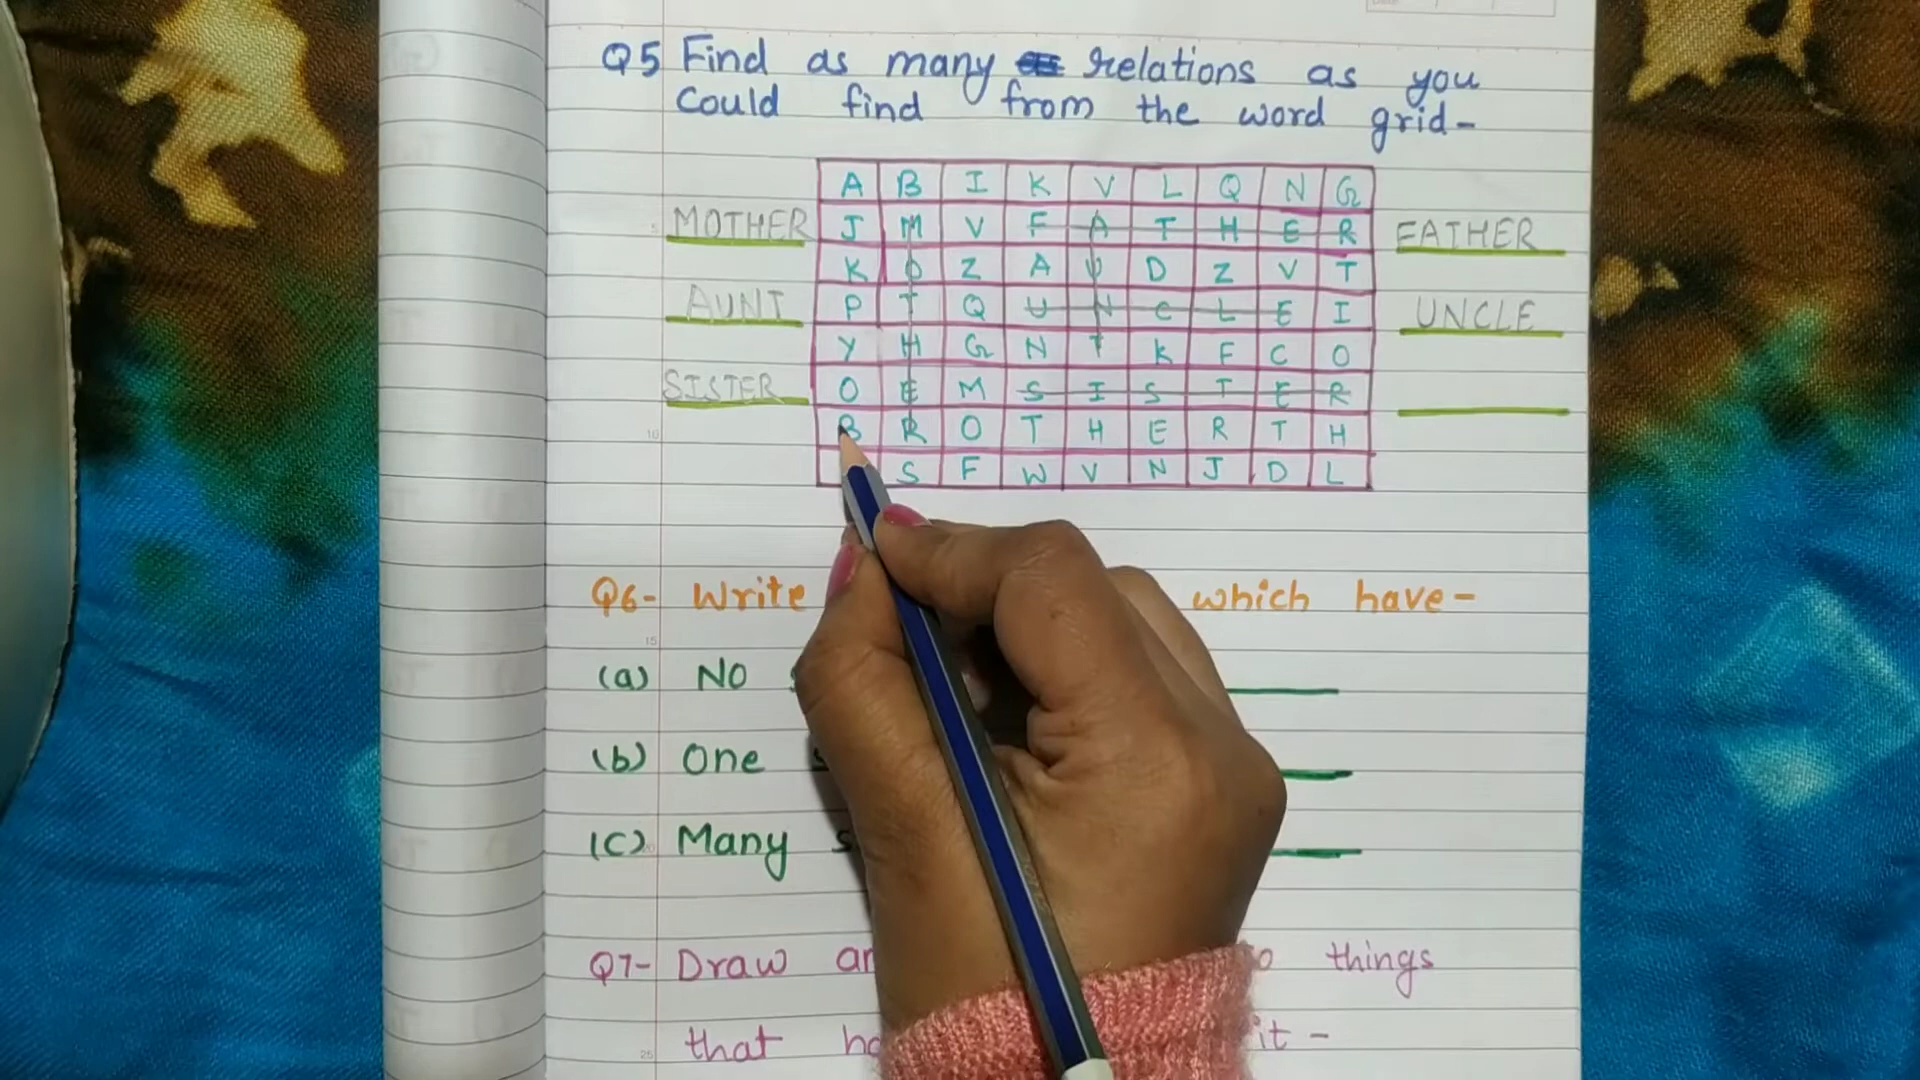 Q5 Find as many relations as you
could find from the word grid-
A B I K V L Q N G
MOTHER J M V F A T H E R FATHER
K O Z A U D Z V T
AUNT P T Q U N C L E I UNCLE
Y H G N T K F C O
SISTER O E M S I S T E R
B R O T H E R T H
S F W V N J D L
Q6- Write which have-
(a) No
(b) One
(c) Many
Q7- Draw things
that it-